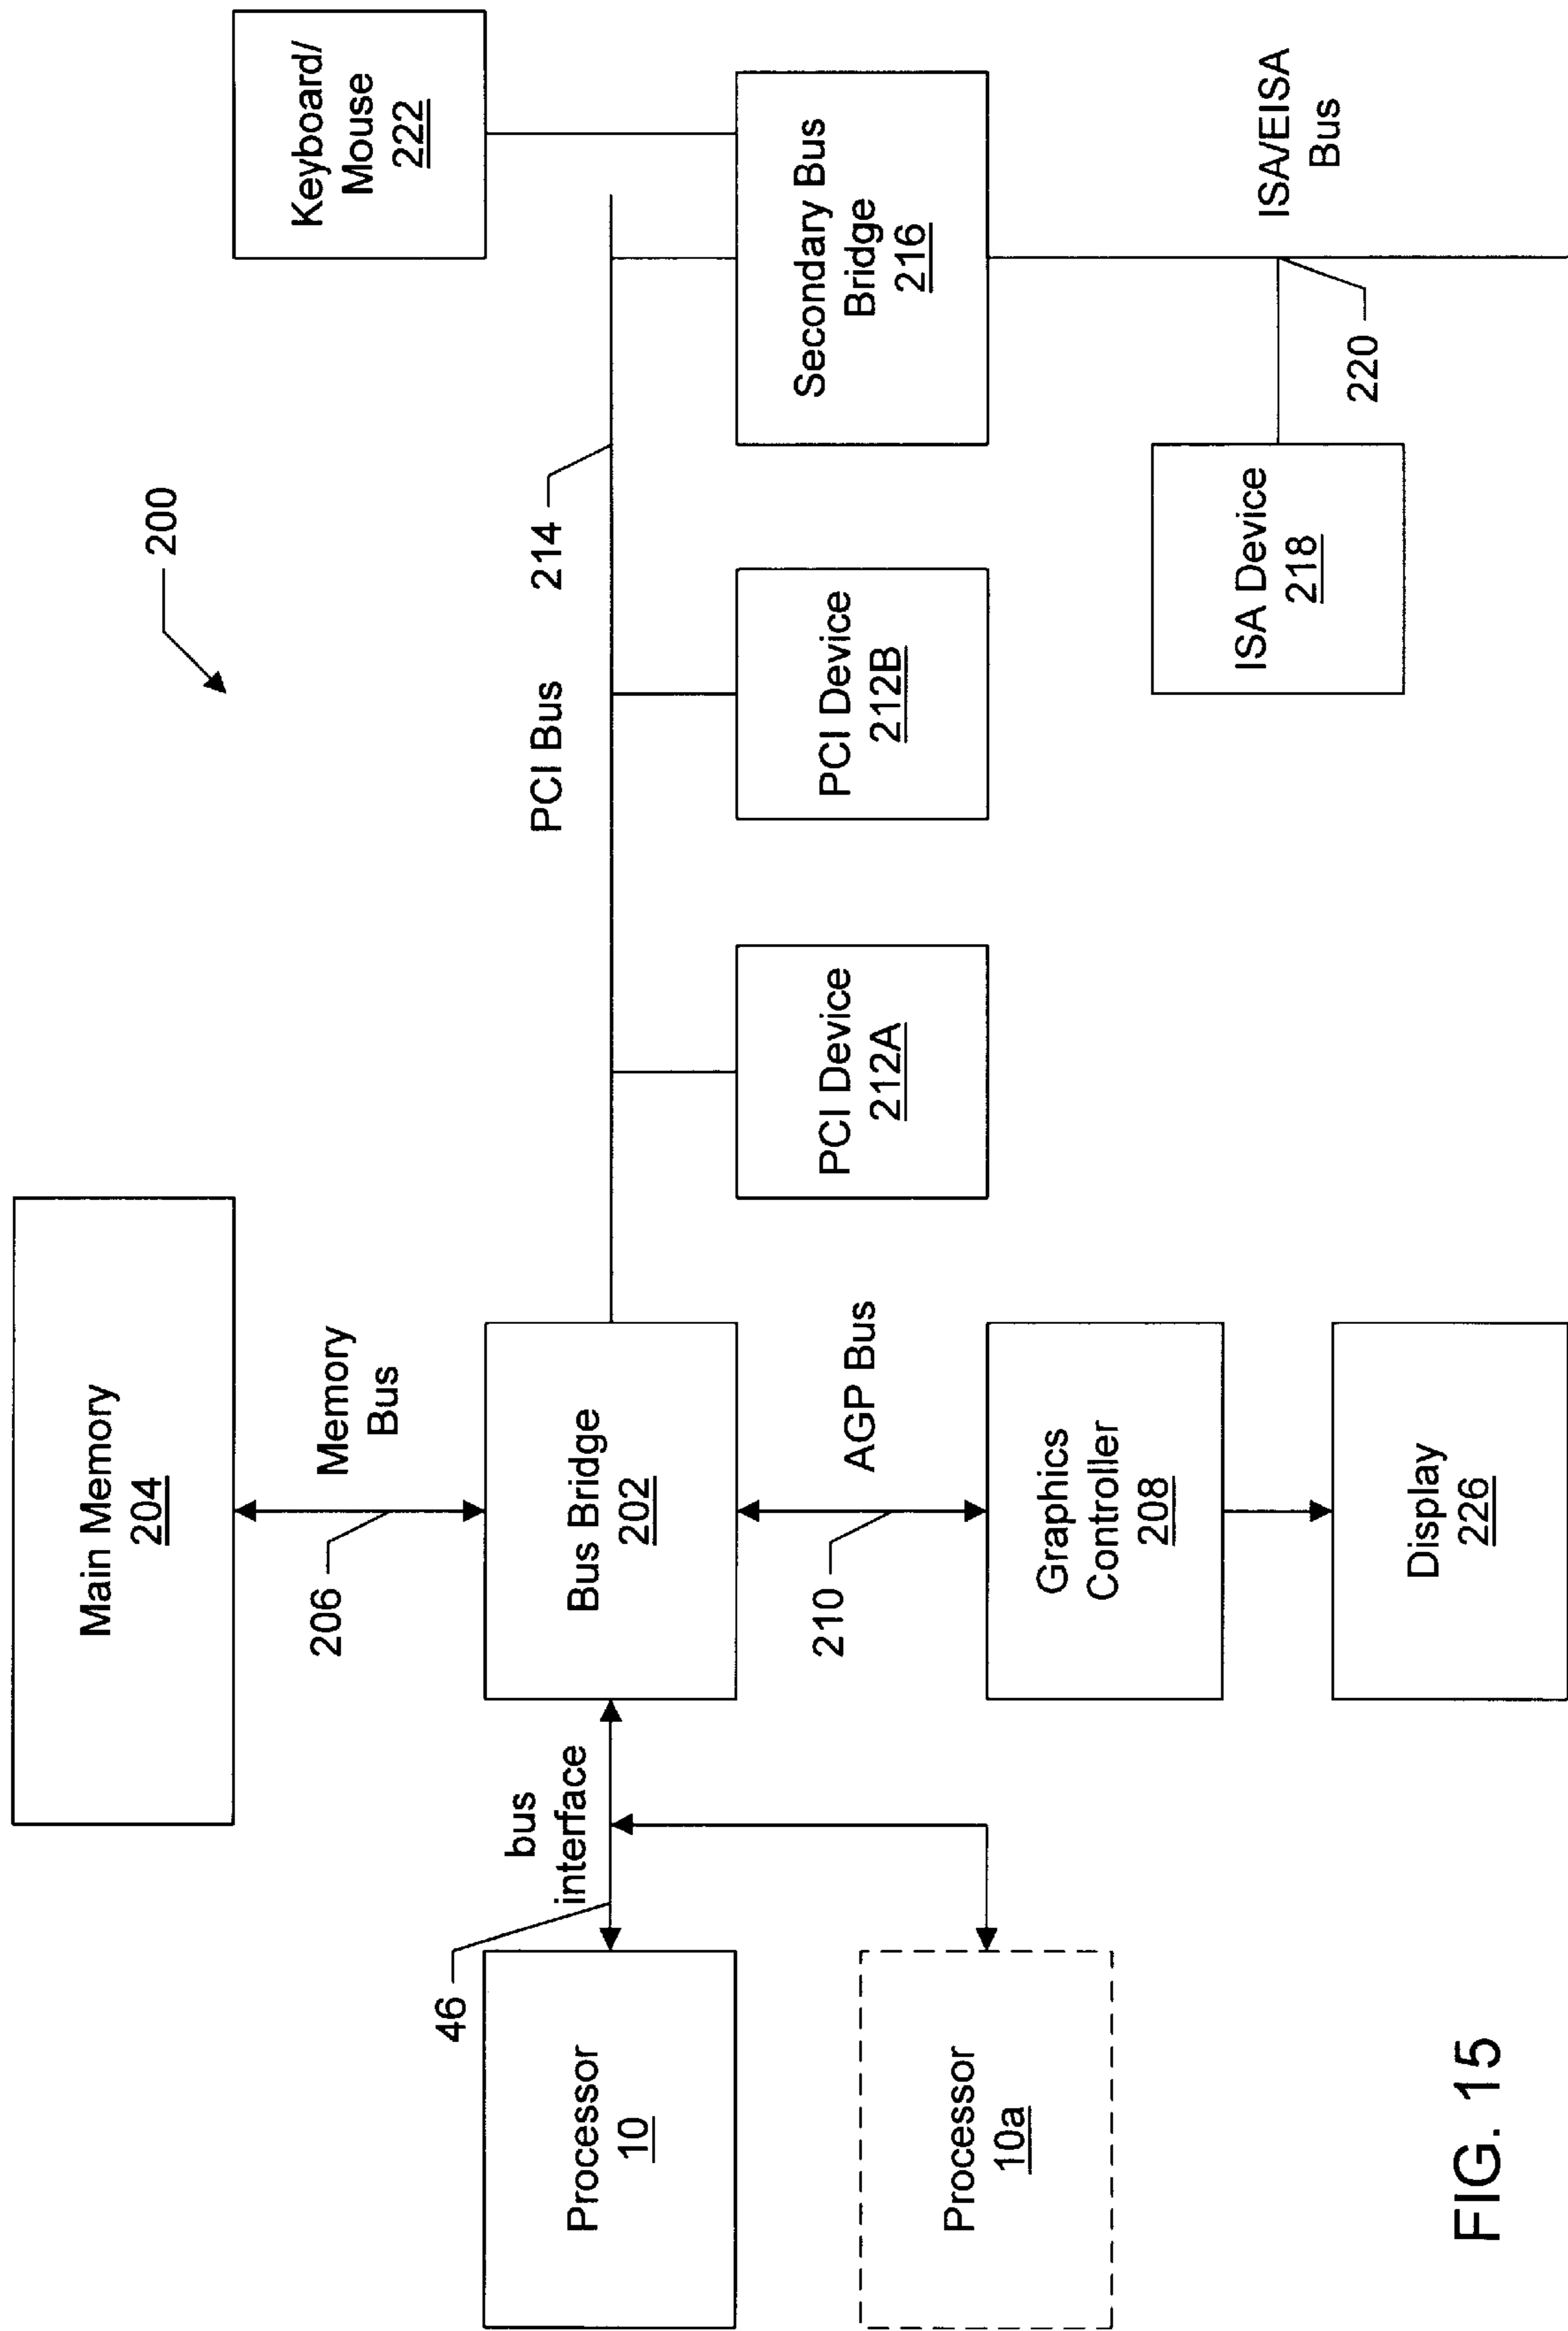 200
Main Memory
204
Keyboard/
Mouse
222
206
Memory
Bus
46
bus
interface
PCI Bus
214
Processor
10
Bus Bridge
202
210
AGP Bus
PCI Device
212A
PCI Device
212B
Secondary Bus
Bridge
216
Processor
10a
Graphics
Controller
208
ISA Device
218
220
ISA/EISA
Bus
Display
226
FIG. 15